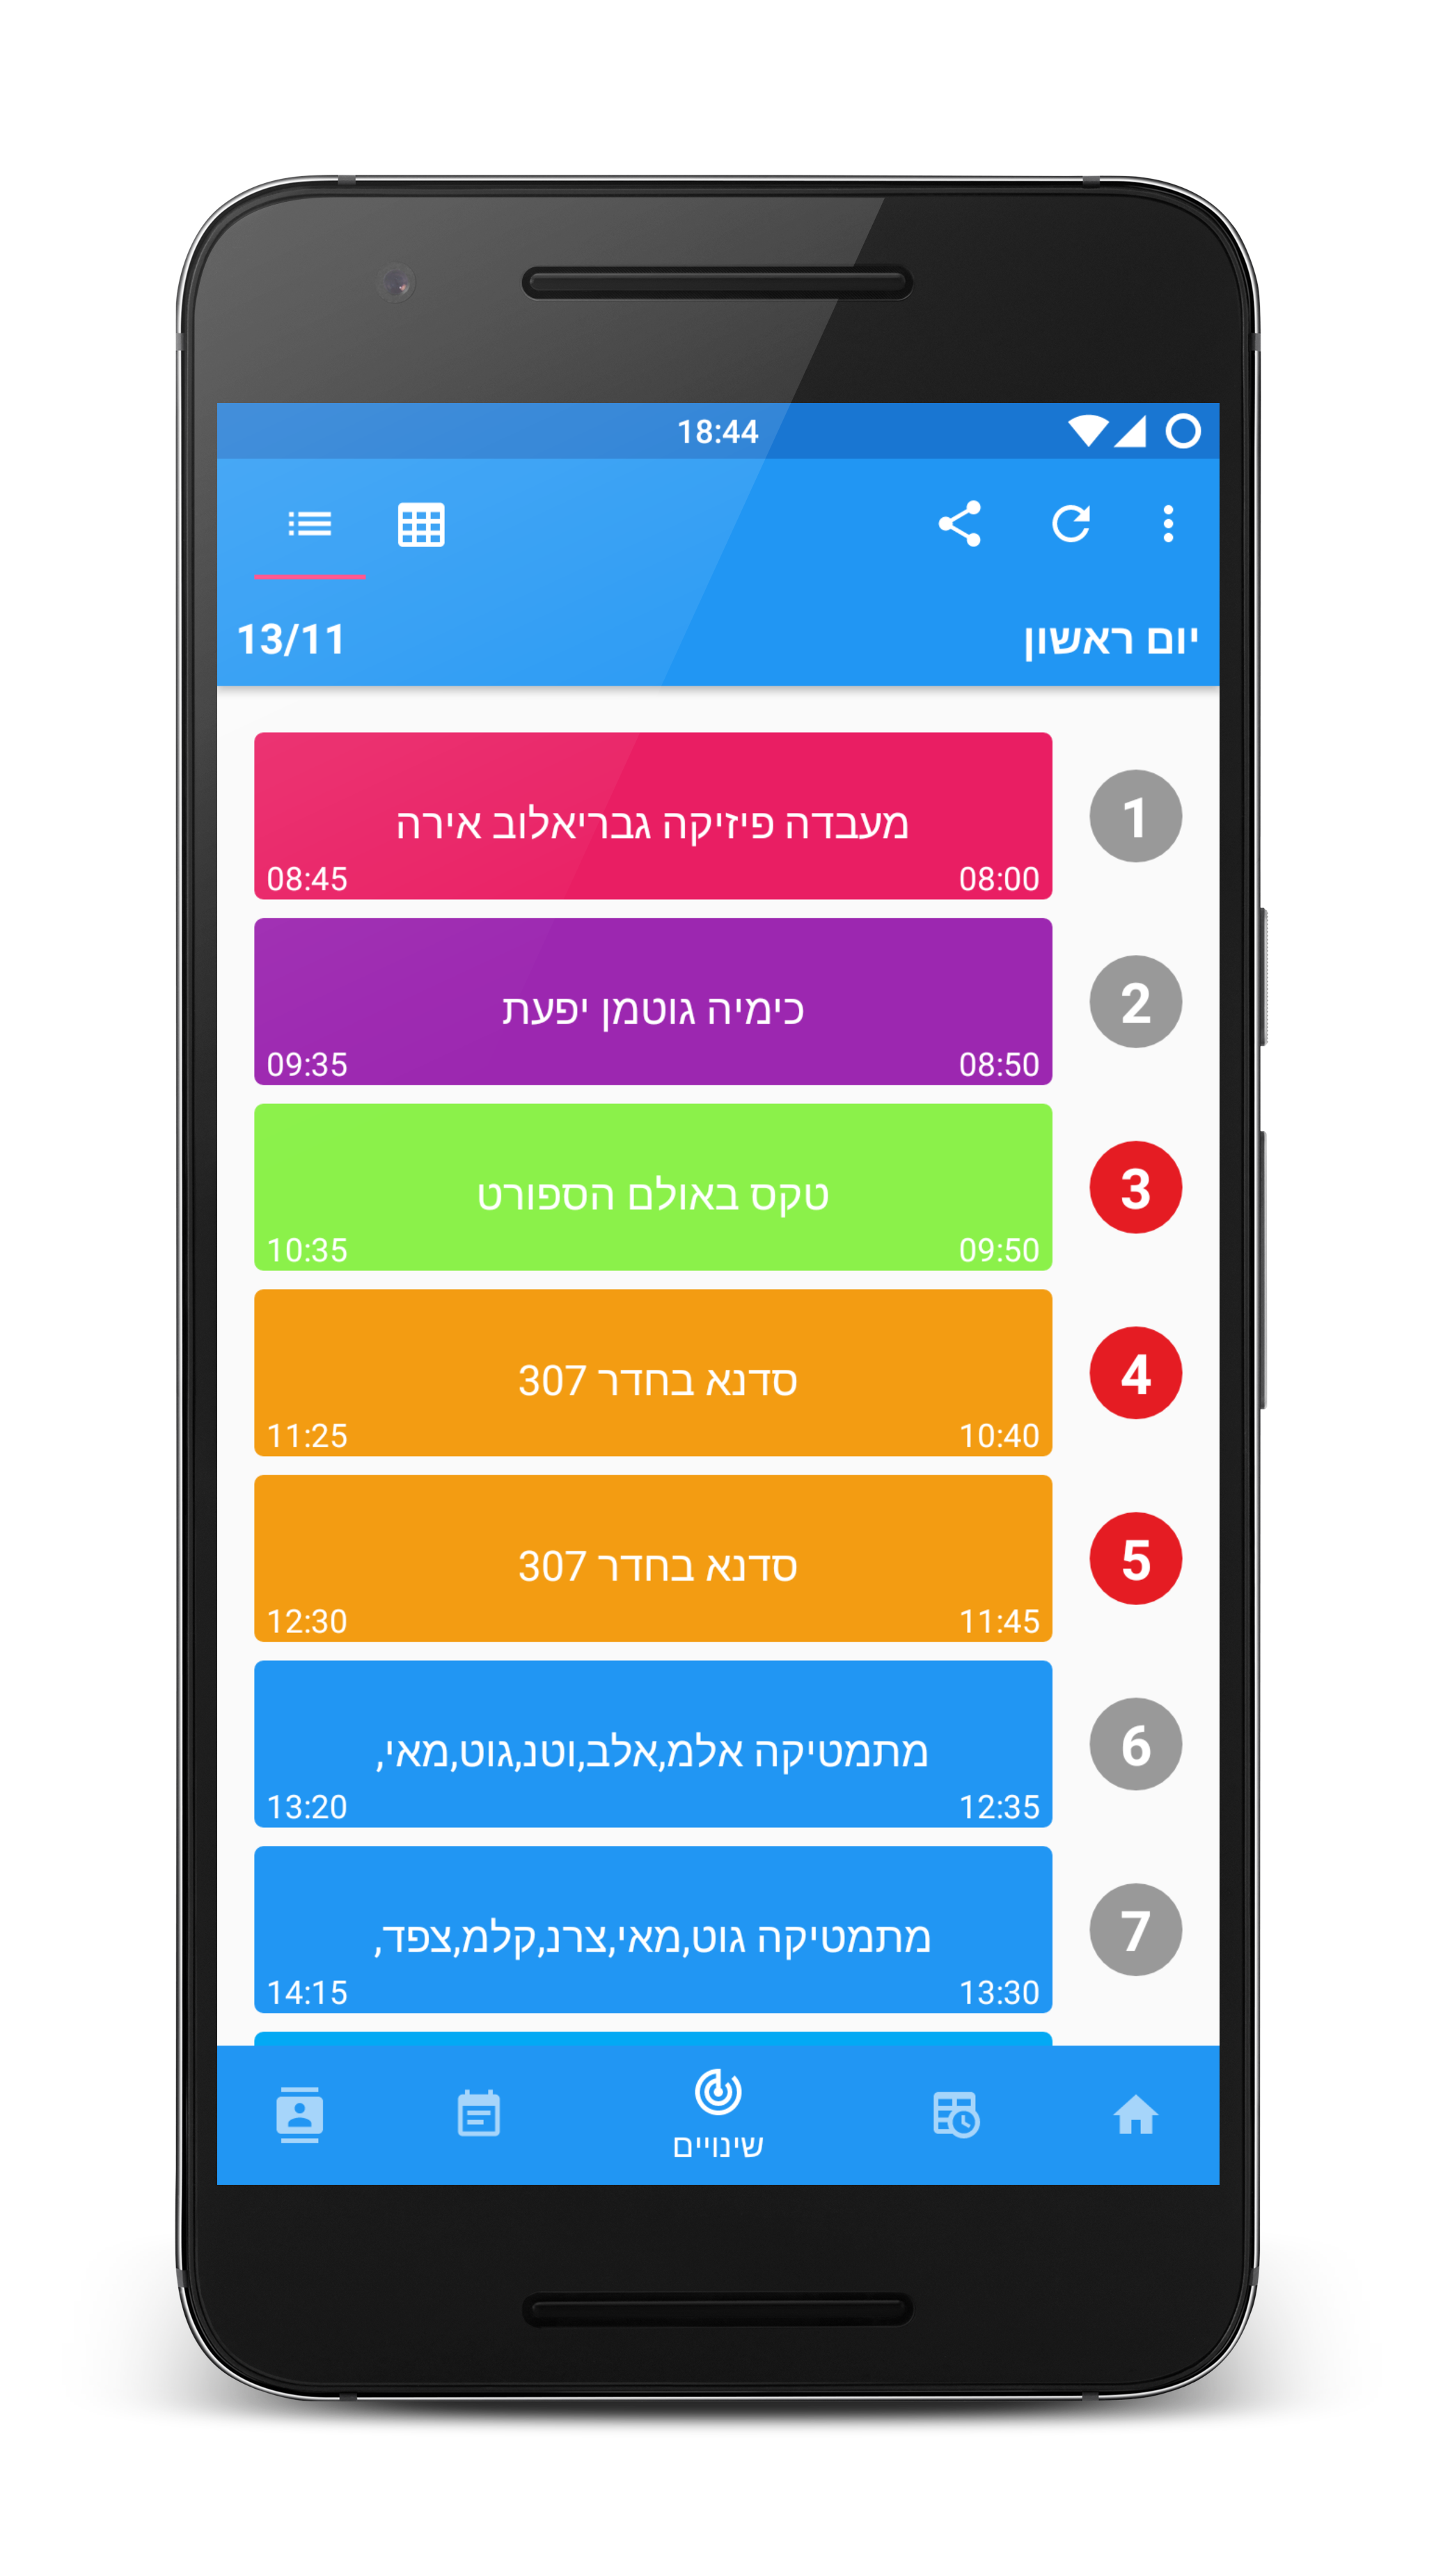 18:44
יום ראשון 13/11
1
מעבדה פיזיקה גבריאלוב אירה
08:00 08:45
2
כימיה גוטמן יפעת
08:50 09:35
3
טקס באולם הספורט
09:50 10:35
4
סדנא בחדר 307
10:40 11:25
5
סדנא בחדר 307
11:45 12:30
6
מתמטיקה אלמ,אלב,וטנ,גוט,מאי,
12:35 13:20
7
מתמטיקה גוט,מאי,צרנ,קלמ,צפד,
13:30 14:15
שינויים